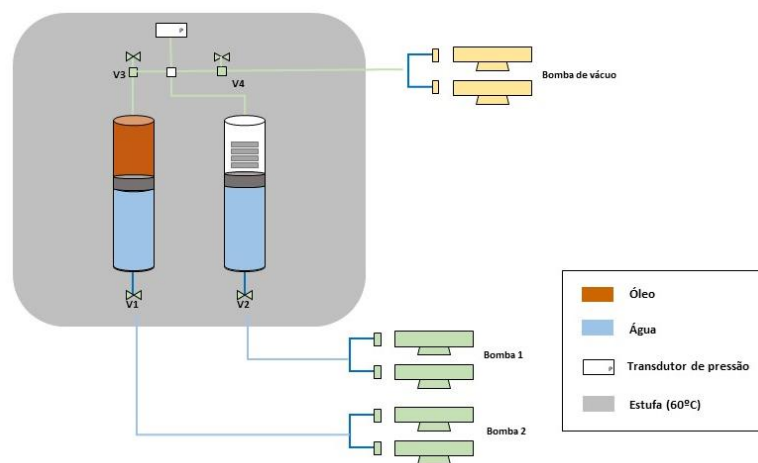 P
V3
V4
Bomba de vácuo
V1
V2
Bomba 1
Bomba 2
Óleo
Água
P
Transdutor de pressão
Estufa (60ºC)